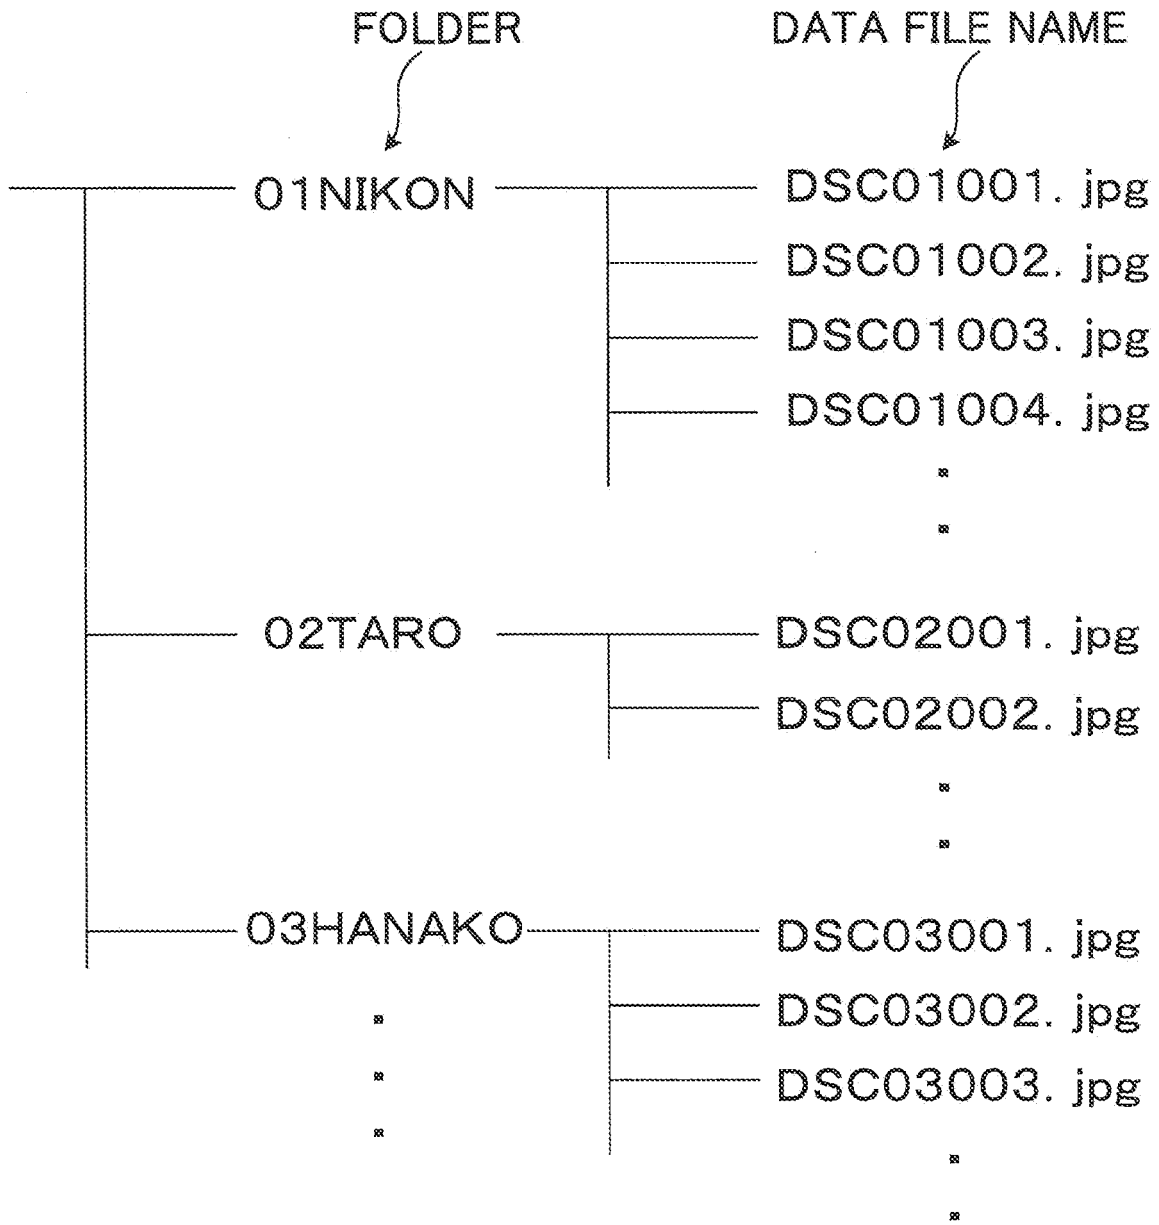 FOLDER DATA FILE NAME
01NIKON DSC01001. jpg
DSC01002. jpg
DSC01003. jpg
DSC01004. jpg
02TARO DSC02001. jpg
DSC02002. jpg
03HANAKO DSC03001. jpg
DSC03002. jpg
DSC03003. jpg